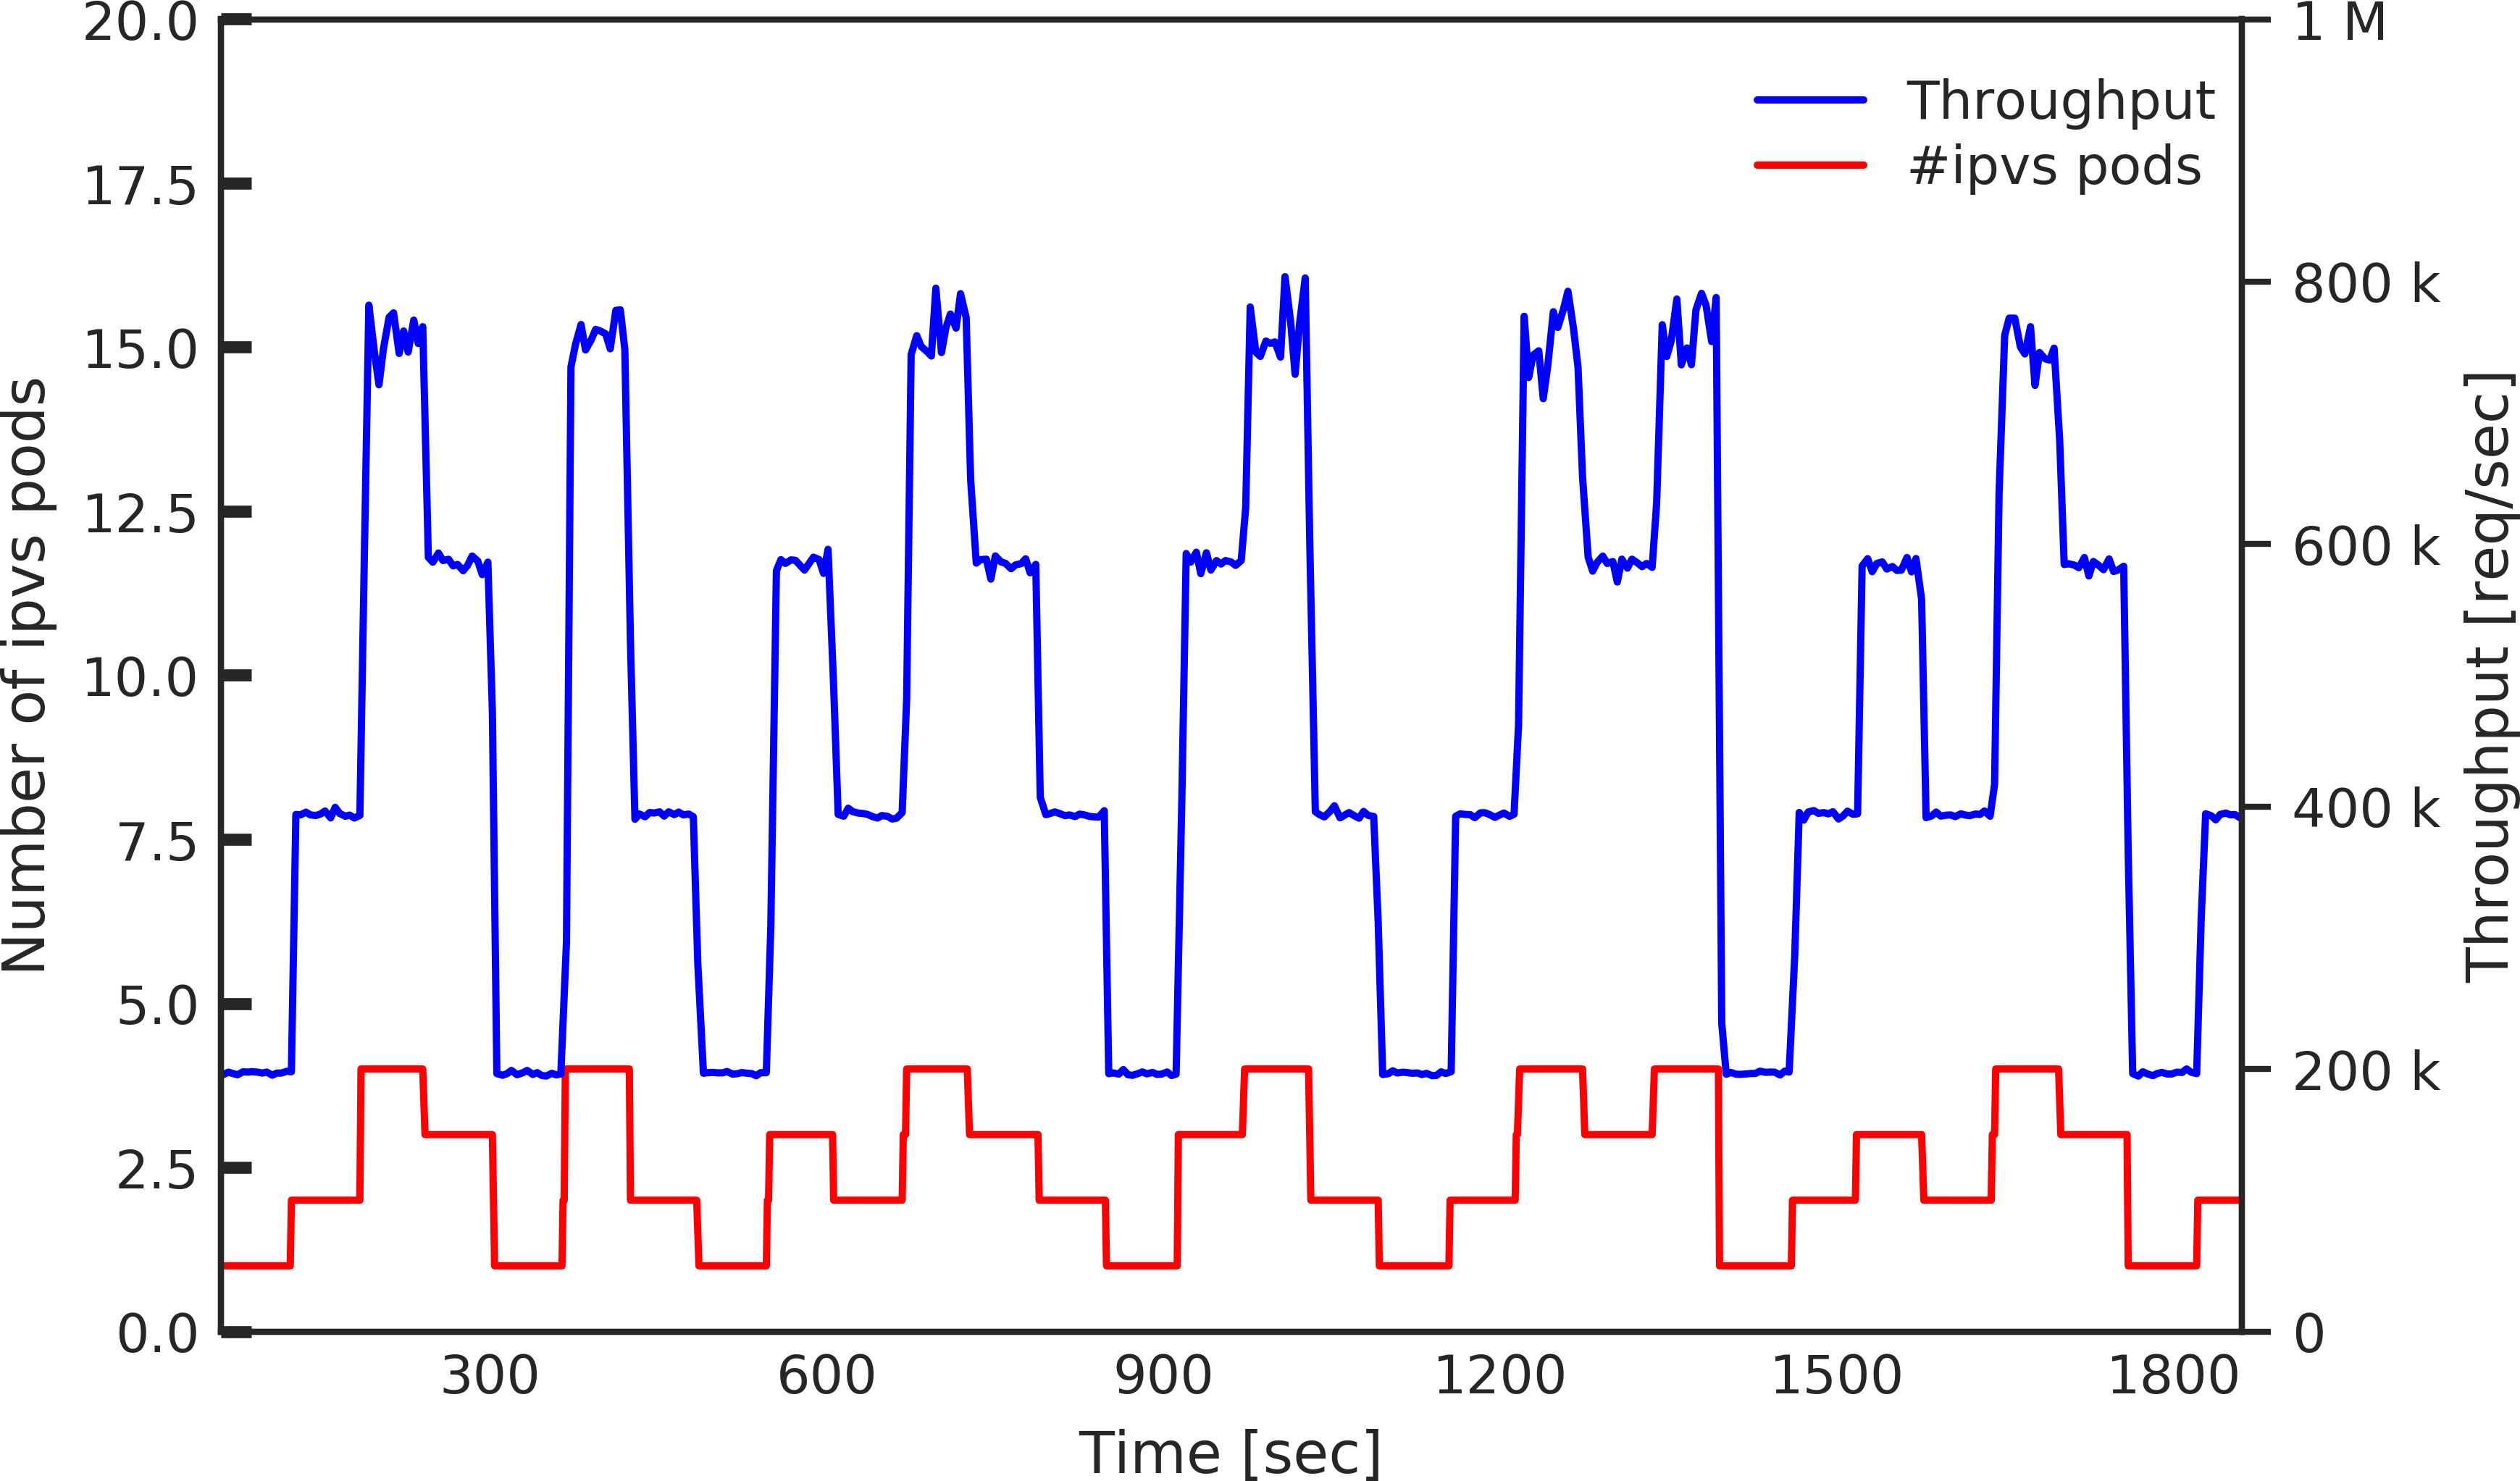 20.0
17.5
15.0
12.5
10.0
7.5
5.0
2.5
0.0
Number of ipvs pods
1 M
800 k
600 k
400 k
200 k
0
Throughput [req/sec]
Throughput
#ipvs pods
300 600 900 1200 1500 1800
Time [sec]